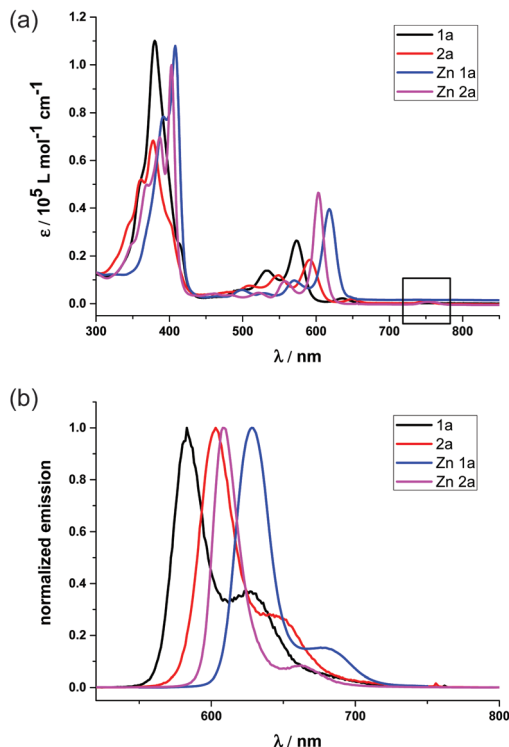 (a)
1.2
1.0
0.8
0.6
0.4
0.2
0.0
ε / 10⁵ L mol⁻¹ cm⁻¹
1a
2a
Zn 1a
Zn 2a
300 400 500 600 700 800
λ / nm
(b)
1.0
0.8
0.6
0.4
0.2
0.0
normalized emission
1a
2a
Zn 1a
Zn 2a
600 700 800
λ / nm